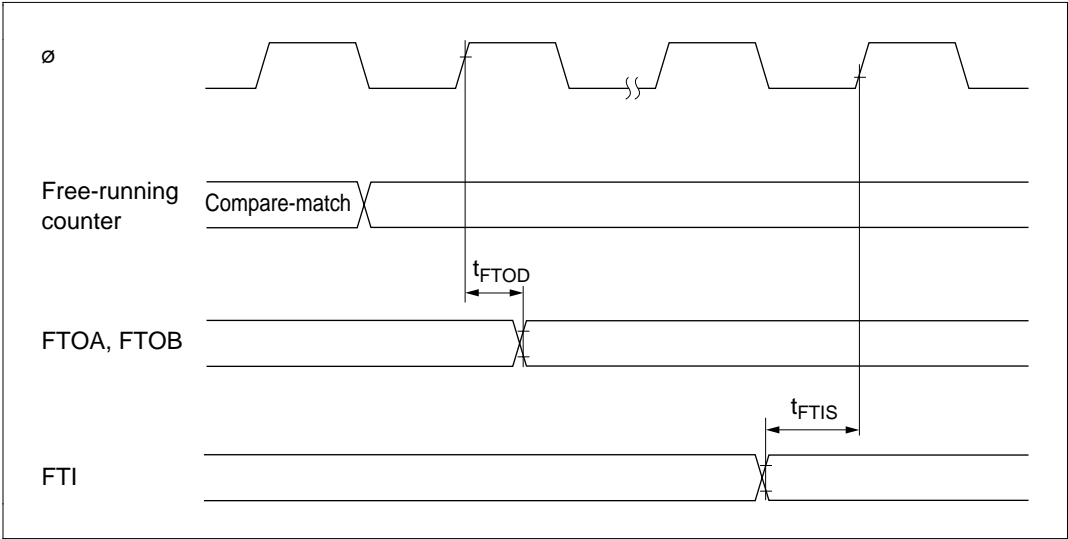 ø
Free-running
counter
Compare-match
tFTOD
FTOA, FTOB
tFTIS
FTI